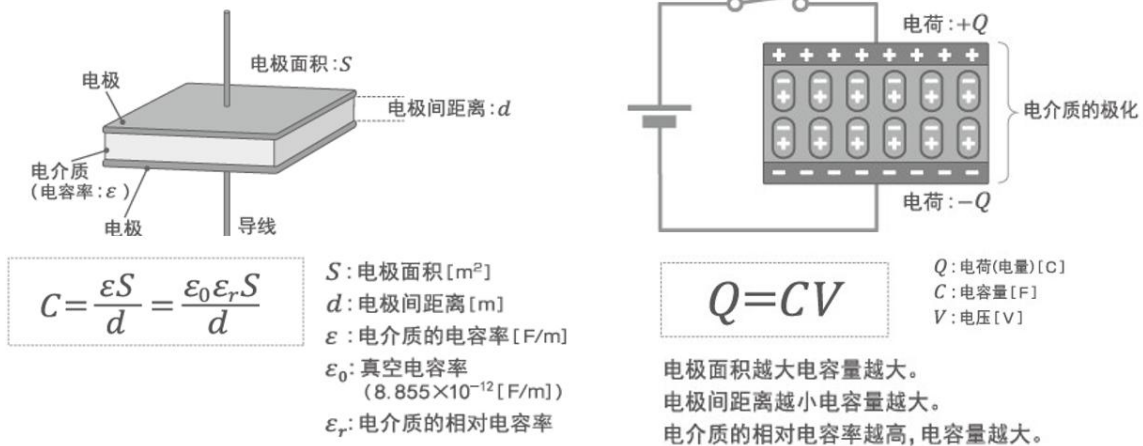 电极面积:S
电极
电极间距离:d
电介质
(电容率:ε)
电极
导线
C=εS/d=ε₀εᵣS/d
S:电极面积[m²]
d:电极间距离[m]
ε:电介质的电容率[F/m]
ε₀:真空电容率
(8.855×10⁻¹²[F/m])
εᵣ:电介质的相对电容率
电荷:+Q
+ + + + + + + +
− − − − − −
+ + + + + +
− − − − − −
+ + + + + +
− − − − − − − −
电介质的极化
电荷:−Q
Q=CV
Q:电荷(电量)[C]
C:电容量[F]
V:电压[V]
电极面积越大电容量越大。
电极间距离越小电容量越大。
电介质的相对电容率越高,电容量越大。